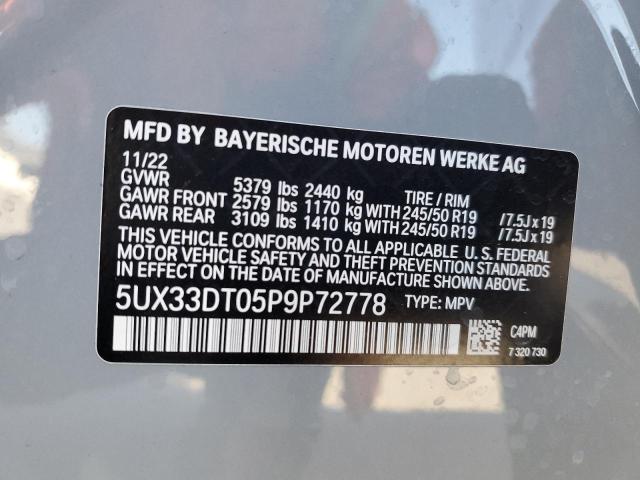 MFD BY BAYERISCHE MOTOREN WERKE AG
11/22
GVWR 5379 lbs 2440 kg TIRE / RIM
GAWR FRONT 2579 lbs 1170 kg WITH 245/50 R19 / 7.5J x 19
GAWR REAR 3109 lbs 1410 kg WITH 245/50 R19 / 7.5J x 19
THIS VEHICLE CONFORMS TO ALL APPLICABLE U. S. FEDERAL
MOTOR VEHICLE SAFETY, BUMPER,
AND THEFT PREVENTION STANDARDS
IN EFFECT ON THE DATE OF MANUFACTURE SHOWN ABOVE.
5UX33DT05P9P72778 TYPE: MPV
C4PM
7 320 730